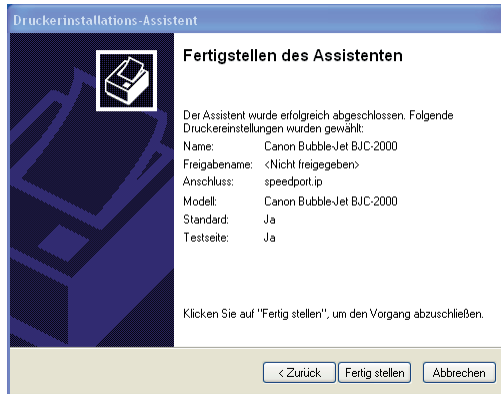 Druckerinstallations-Assistent
Fertigstellen des Assistenten
Der Assistent wurde erfolgreich abgeschlossen. Folgende
Druckereinstellungen wurden gewählt:
Name: Canon Bubble-Jet BJC-2000
Freigabename: <Nicht freigegeben>
Anschluss: speedport.ip
Modell: Canon Bubble-Jet BJC-2000
Standard: Ja
Testseite: Ja
Klicken Sie auf "Fertig stellen", um den Vorgang abzuschließen.
< Zurück Fertig stellen Abbrechen